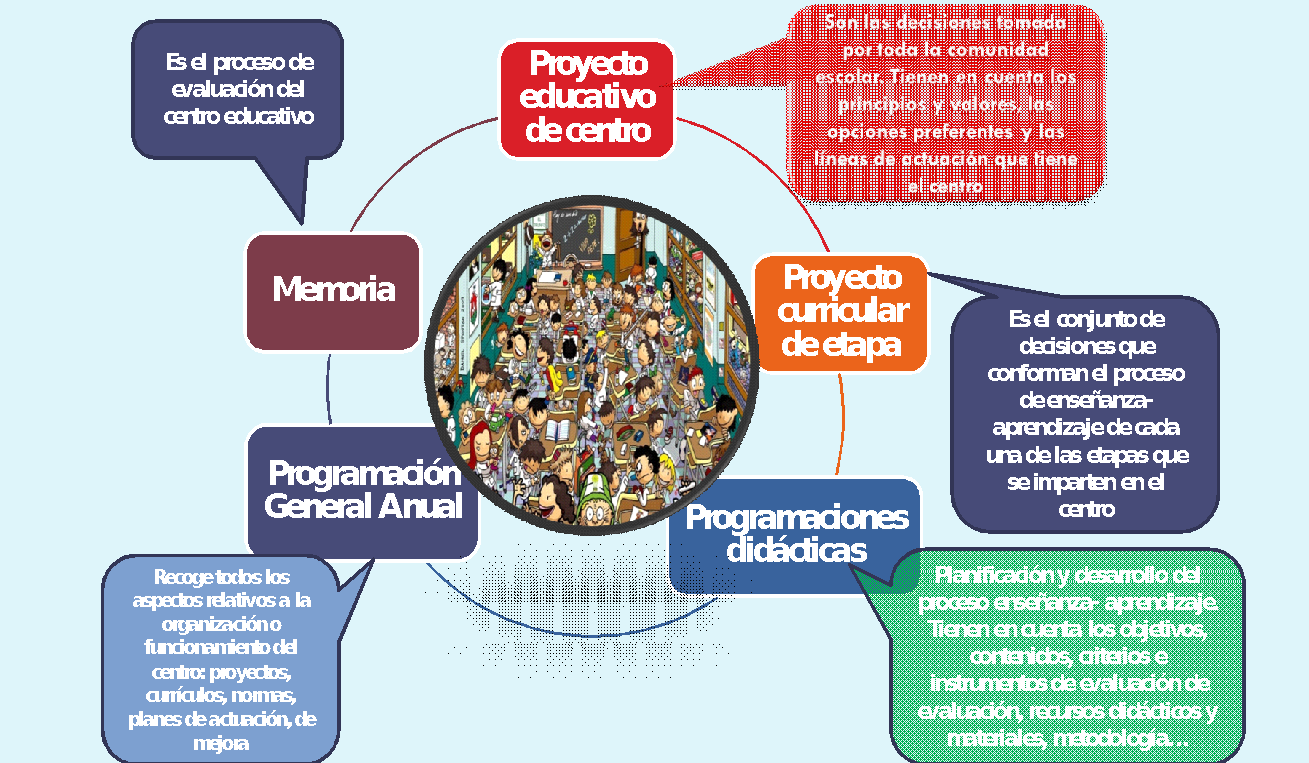 Es el proceso de
evaluación del
centro educativo
Proyecto
educativo
de centro
Son las decisiones tomada
por toda la comunidad
escolar. Tienen en cuenta los
principios y valores, las
opciones preferentes y las
líneas de actuación que tiene
el centro
Memoria
Proyecto
curricular
de etapa
Es el conjunto de
decisiones que
conforman el proceso
de enseñanza-
aprendizaje de cada
una de las etapas que
se imparten en el
centro
Programación
General Anual
Programaciones
didácticas
Recoge todos los
aspectos relativos a la
organización o
funcionamiento del
centro: proyectos,
currículos, normas,
planes de actuación, de
mejora
Planificación y desarrollo del
proceso enseñanza- aprendizaje.
Tienen en cuenta los objetivos,
contenidos, criterios e
instrumentos de evaluación de
evaluación, recursos didácticos y
materiales, metodología…